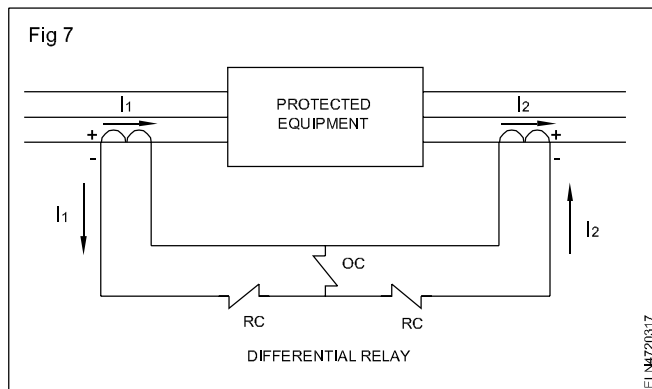 Fig 7
I1
I2
PROTECTED
EQUIPMENT
+
-
+
-
I1
I2
OC
RC
RC
DIFFERENTIAL RELAY
ELN4720317